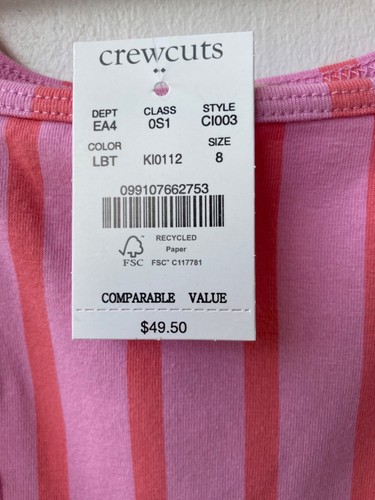 crewcuts
DEPT CLASS STYLE
EA4 0S1 CI003
COLOR SIZE
LBT KI0112 8
099107662753
RECYCLED
Paper
FSC FSC™ C117781
COMPARABLE VALUE
$49.50